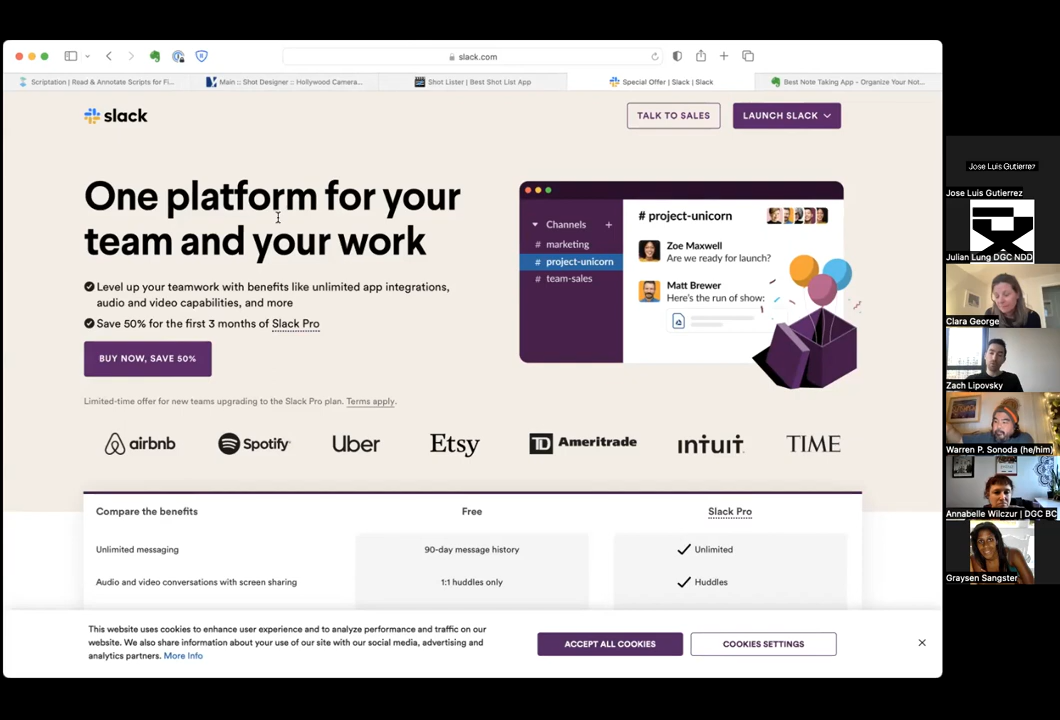 slack.com
Scriptation | Read & Annotate Scripts for Fi...
Main :: Shot Designer :: Hollywood Camera...
Shot Lister | Best Shot List App
Special Offer | Slack | Slack
Best Note Taking App - Organize Your Not...
slack
TALK TO SALES
LAUNCH SLACK
One platform for your
team and your work
Level up your teamwork with benefits like unlimited app integrations,
audio and video capabilities, and more
Save 50% for the first 3 months of Slack Pro
BUY NOW, SAVE 50%
Limited-time offer for new teams upgrading to the Slack Pro plan. Terms apply.
Channels +
# marketing
# project-unicorn
# team-sales
# project-unicorn
Zoe Maxwell
Are we ready for launch?
Matt Brewer
Here's the run of show:
airbnb
Spotify
Uber
Etsy
TD Ameritrade
intuit
TIME
Compare the benefits
Free
Slack Pro
Unlimited messaging
90-day message history
Unlimited
Audio and video conversations with screen sharing
1:1 huddles only
Huddles
This website uses cookies to enhance user experience and to analyze performance and traffic on our
website. We also share information about your use of our site with our social media, advertising and
analytics partners. More Info
ACCEPT ALL COOKIES
COOKIES SETTINGS
Jose Luis Gutierrez
Jose Luis Gutierrez
Julian Lung DGC NDD
Clara George
Zach Lipovsky
Warren P. Sonoda (he/him)
Annabelle Wilczur | DGC BC
Graysen Sangster